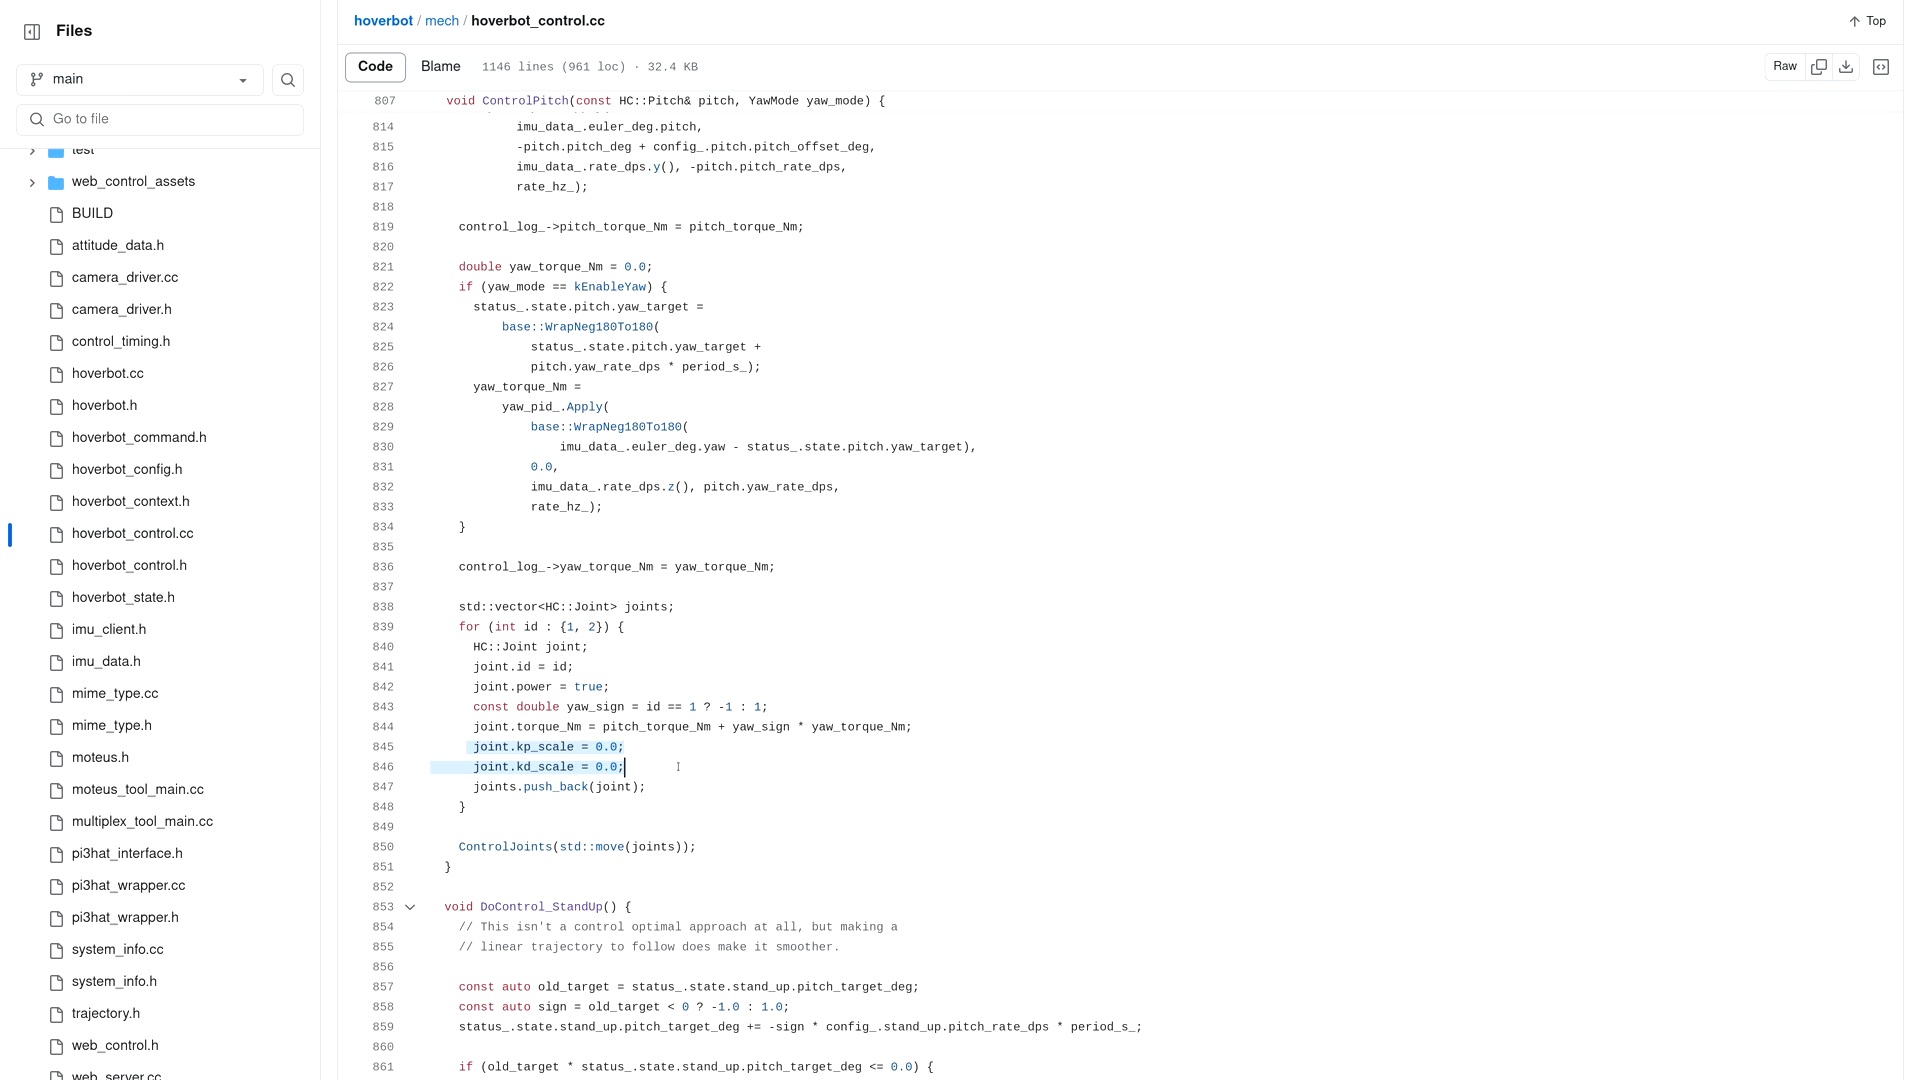 Files
main
Go to file
test
web_control_assets
BUILD
attitude_data.h
camera_driver.cc
camera_driver.h
control_timing.h
hoverbot.cc
hoverbot.h
hoverbot_command.h
hoverbot_config.h
hoverbot_context.h
hoverbot_control.cc
hoverbot_control.h
hoverbot_state.h
imu_client.h
imu_data.h
mime_type.cc
mime_type.h
moteus.h
moteus_tool_main.cc
multiplex_tool_main.cc
pi3hat_interface.h
pi3hat_wrapper.cc
pi3hat_wrapper.h
system_info.cc
system_info.h
trajectory.h
web_control.h
web_server.cc
hoverbot / mech / hoverbot_control.cc
Top
Code Blame 1146 lines (961 loc) · 32.4 KB
Raw
807 void ControlPitch(const HC::Pitch& pitch, YawMode yaw_mode) {
814 imu_data_.euler_deg.pitch,
815 -pitch.pitch_deg + config_.pitch.pitch_offset_deg,
816 imu_data_.rate_dps.y(), -pitch.pitch_rate_dps,
817 rate_hz_);
818
819 control_log_->pitch_torque_Nm = pitch_torque_Nm;
820
821 double yaw_torque_Nm = 0.0;
822 if (yaw_mode == kEnableYaw) {
823 status_.state.pitch.yaw_target =
824 base::WrapNeg180To180(
825 status_.state.pitch.yaw_target +
826 pitch.yaw_rate_dps * period_s_);
827 yaw_torque_Nm =
828 yaw_pid_.Apply(
829 base::WrapNeg180To180(
830 imu_data_.euler_deg.yaw - status_.state.pitch.yaw_target),
831 0.0,
832 imu_data_.rate_dps.z(), pitch.yaw_rate_dps,
833 rate_hz_);
834 }
835
836 control_log_->yaw_torque_Nm = yaw_torque_Nm;
837
838 std::vector<HC::Joint> joints;
839 for (int id : {1, 2}) {
840 HC::Joint joint;
841 joint.id = id;
842 joint.power = true;
843 const double yaw_sign = id == 1 ? -1 : 1;
844 joint.torque_Nm = pitch_torque_Nm + yaw_sign * yaw_torque_Nm;
845 joint.kp_scale = 0.0;
846 joint.kd_scale = 0.0;
847 joints.push_back(joint);
848 }
849
850 ControlJoints(std::move(joints));
851 }
852
853 void DoControl_StandUp() {
854 // This isn't a control optimal approach at all, but making a
855 // linear trajectory to follow does make it smoother.
856
857 const auto old_target = status_.state.stand_up.pitch_target_deg;
858 const auto sign = old_target < 0 ? -1.0 : 1.0;
859 status_.state.stand_up.pitch_target_deg += -sign * config_.stand_up.pitch_rate_dps * period_s_;
860
861 if (old_target * status_.state.stand_up.pitch_target_deg <= 0.0) {